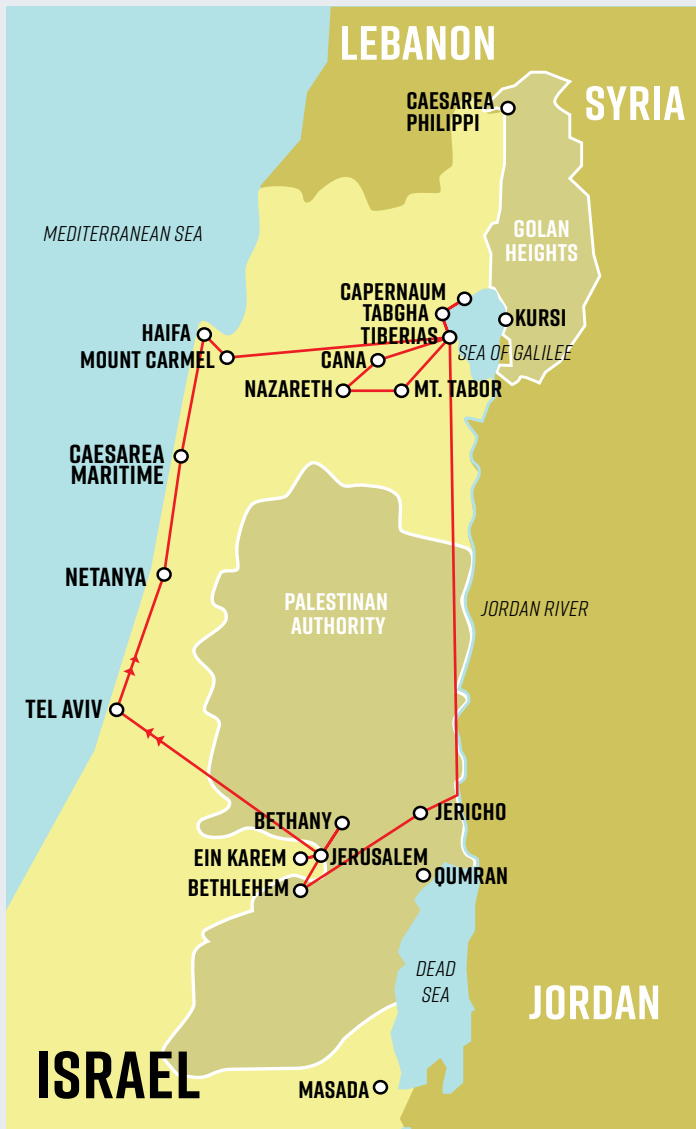 LEBANON
CAESAREA
PHILIPPI
SYRIA
MEDITERRANEAN SEA
GOLAN
HEIGHTS
CAPERNAUM
TABGHA
TIBERIAS
KURSI
HAIFA
MOUNT CARMEL
CANA
SEA OF GALILEE
NAZARETH
MT. TABOR
CAESAREA
MARITIME
NETANYA
PALESTINAN
AUTHORITY
JORDAN RIVER
TEL AVIV
BETHANY
JERICHO
EIN KAREM
JERUSALEM
BETHLEHEM
QUMRAN
DEAD
SEA
JORDAN
ISRAEL
MASADA